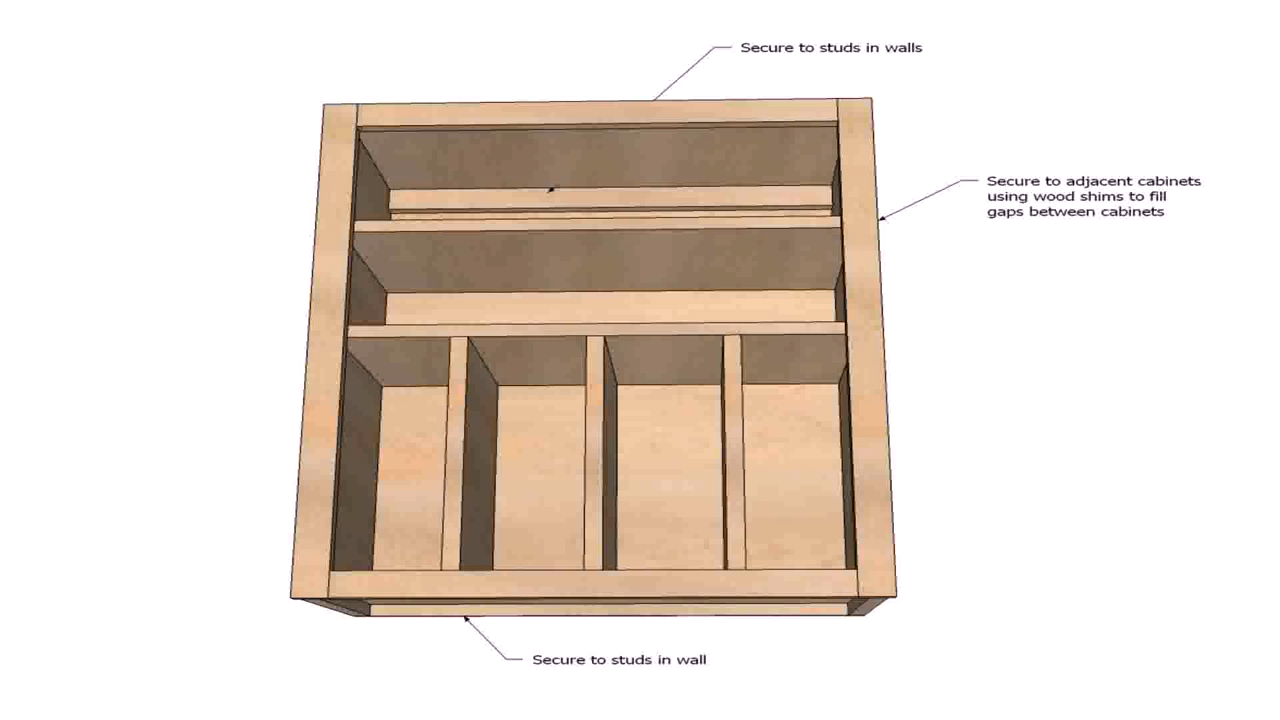 Secure to studs in walls
Secure to adjacent cabinets
using wood shims to fill
gaps between cabinets
Secure to studs in wall